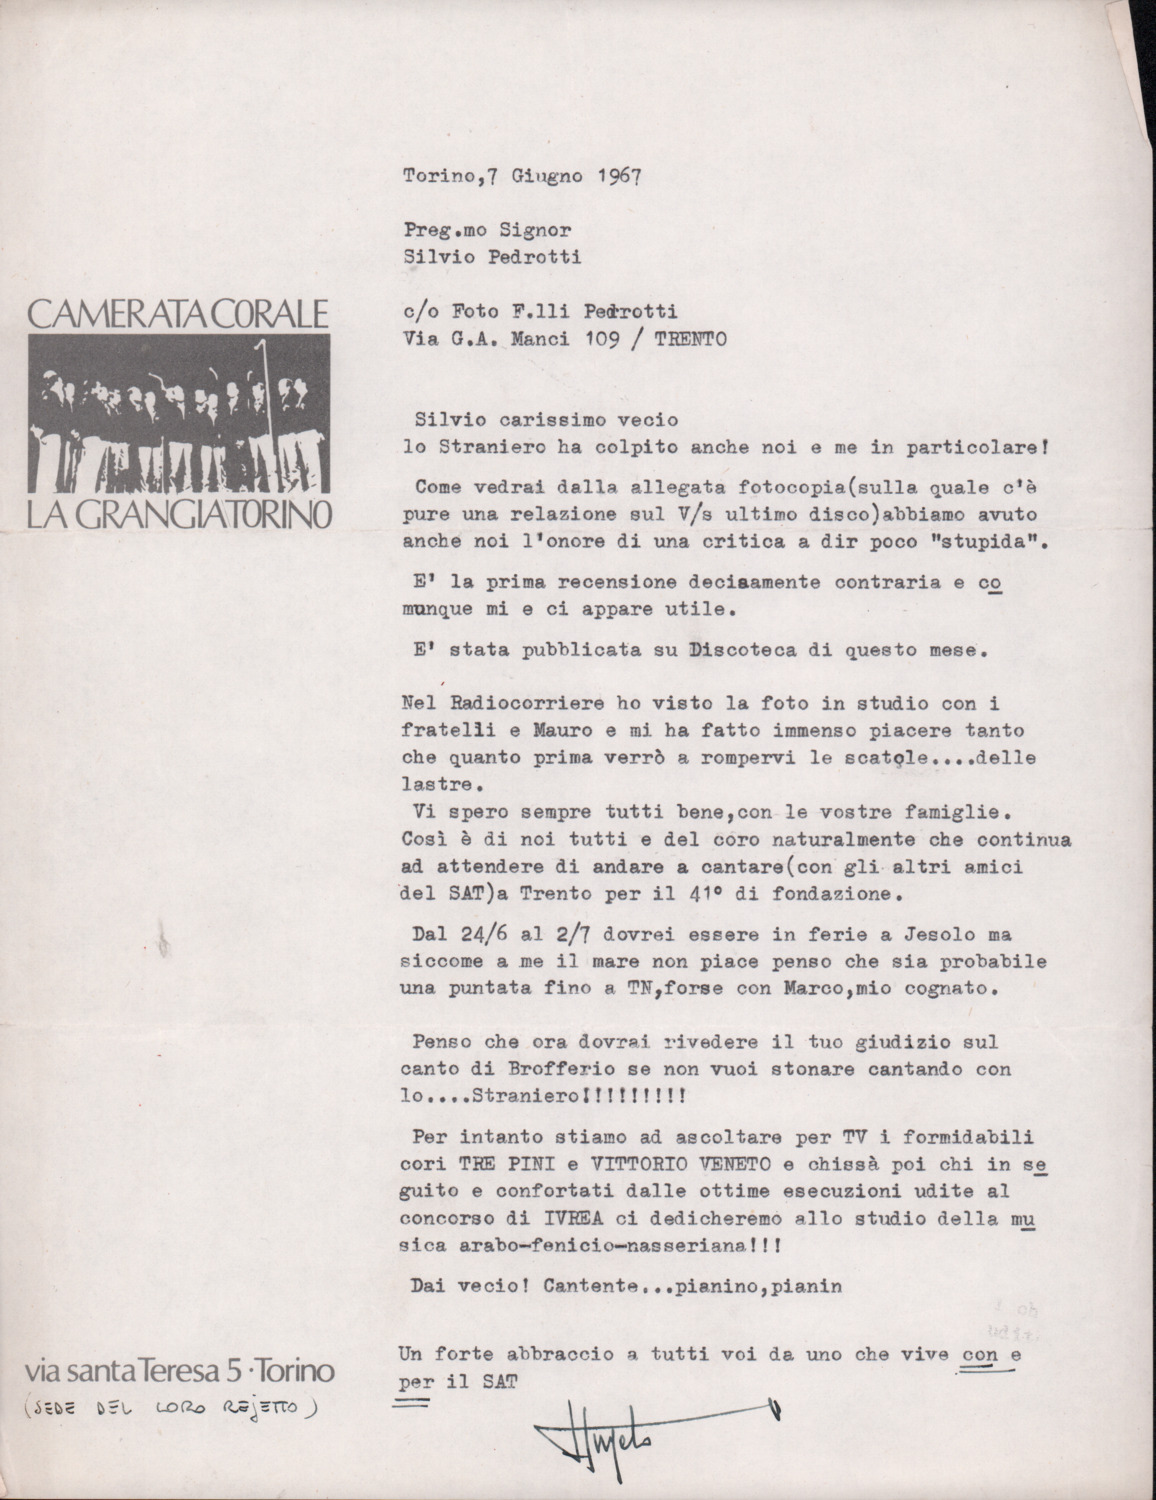 Torino,7 Giugno 1967
Preg.mo Signor
Silvio Pedrotti
c/o Foto F.lli Pedrotti
Via G.A. Manci 109 / TRENTO
CAMERATA CORALE
LA GRANGIA TORINO
Silvio carissimo vecio
lo Straniero ha colpito anche noi e me in particolare!
Come vedrai dalla allegata fotocopia(sulla quale c'è
pure una relazione sul V/s ultimo disco)abbiamo avuto
anche noi l'onore di una critica a dir poco "stupida".
E' la prima recensione decisamente contraria e co
munque mi e ci appare utile.
E' stata pubblicata su Discoteca di questo mese.
Nel Radiocorriere ho visto la foto in studio con i
fratelli e Mauro e mi ha fatto immenso piacere tanto
che quanto prima verrò a rompervi le scatole....delle
lastre.
Vi spero sempre tutti bene,con le vostre famiglie.
Così è di noi tutti e del coro naturalmente che continua
ad attendere di andare a cantare(con gli altri amici
del SAT)a Trento per il 41° di fondazione.
Dal 24/6 al 2/7 dovrei essere in ferie a Jesolo ma
siccome a me il mare non piace penso che sia probabile
una puntata fino a TN,forse con Marco,mio cognato.
Penso che ora dovrai rivedere il tuo giudizio sul
canto di Brofferio se non vuoi stonare cantando con
lo....Straniero!!!!!!!!!
Per intanto stiamo ad ascoltare per TV i formidabili
cori TRE PINI e VITTORIO VENETO e chissà poi chi in se
guito e confortati dalle ottime esecuzioni udite al
concorso di IVREA ci dedicheremo allo studio della mu
sica arabo-fenicio-nasseriana!!!
Dai vecio! Cantente...pianino,pianin
Un forte abbraccio a tutti voi da uno che vive con e
per il SAT
via santa Teresa 5 · Torino
(SEDE DEL CORO REJETTO)